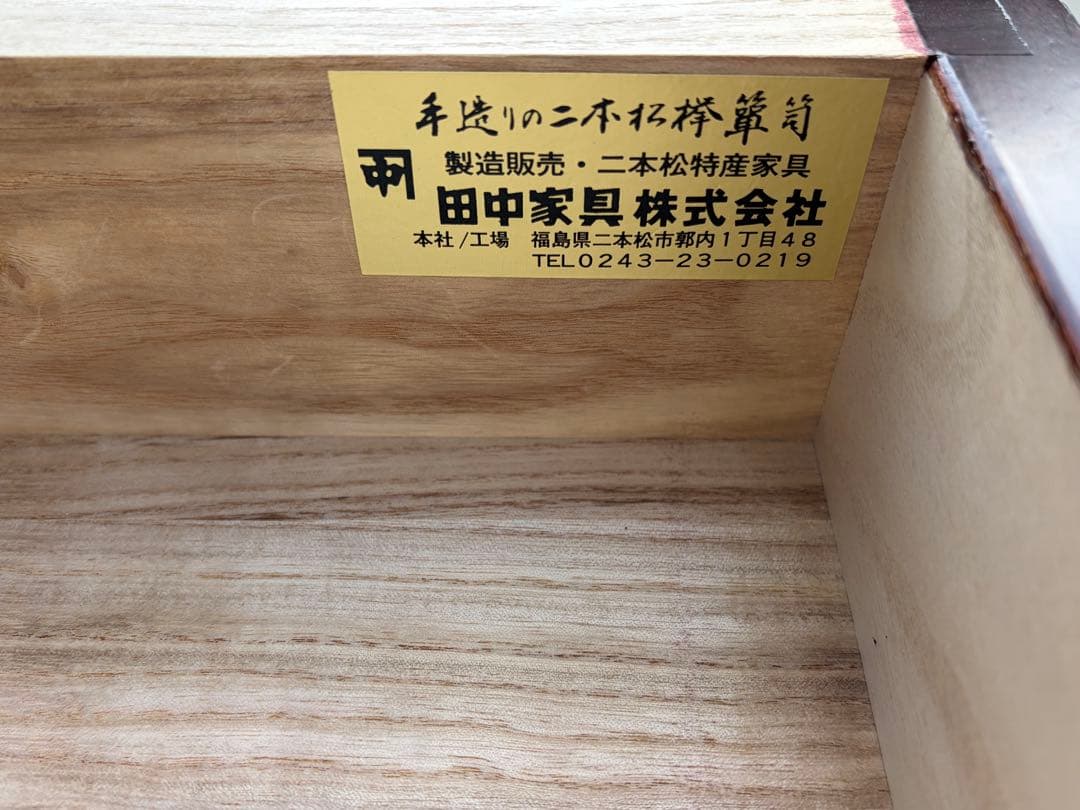 手造りの二本松欅簞笥
製造販売・二本松特産家具
田中家具株式会社
本社/工場 福島県二本松市郭内1丁目48
TEL0243-23-0219